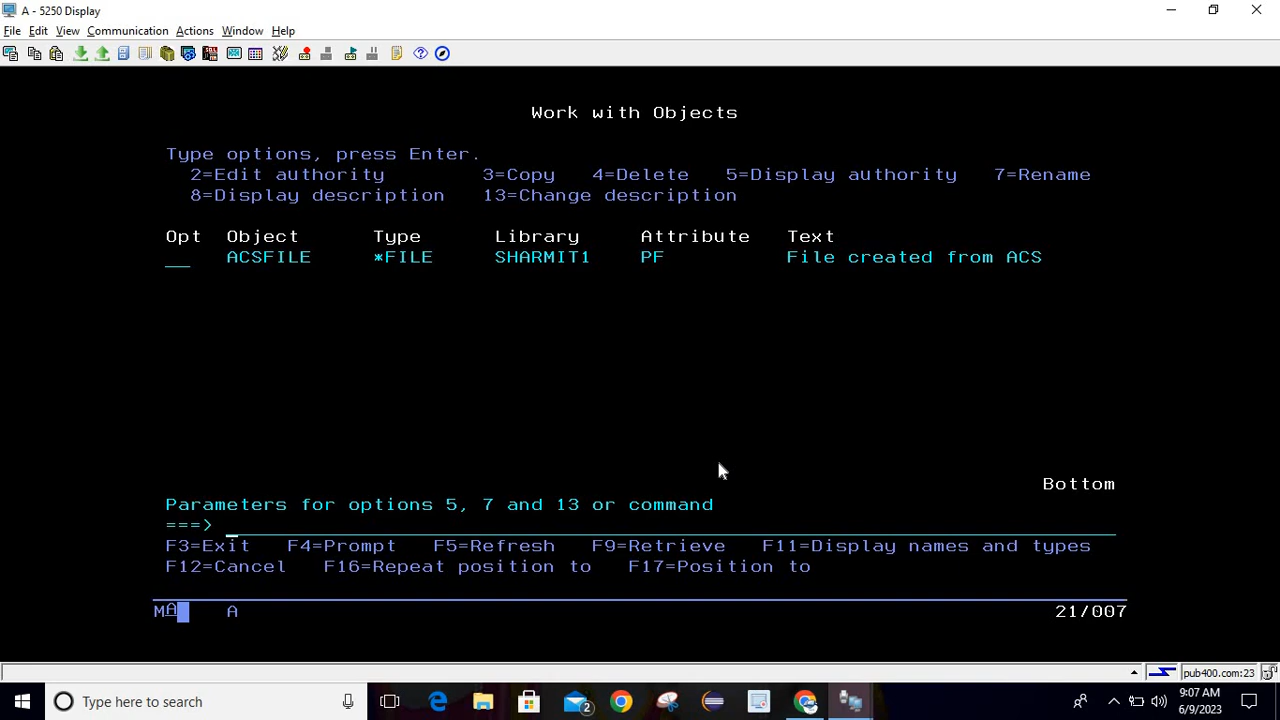 A - 5250 Display
File Edit View Communication Actions Window Help
Work with Objects
Type options, press Enter.
2=Edit authority 3=Copy 4=Delete 5=Display authority 7=Rename
8=Display description 13=Change description
Opt Object Type Library Attribute Text
__ ACSFILE *FILE SHARMIT1 PF File created from ACS
Bottom
Parameters for options 5, 7 and 13 or command
===>
F3=Exit F4=Prompt F5=Refresh F9=Retrieve F11=Display names and types
F12=Cancel F16=Repeat position to F17=Position to
MA A 21/007
pub400.com:23
Type here to search
2
9:07 AM
6/9/2023